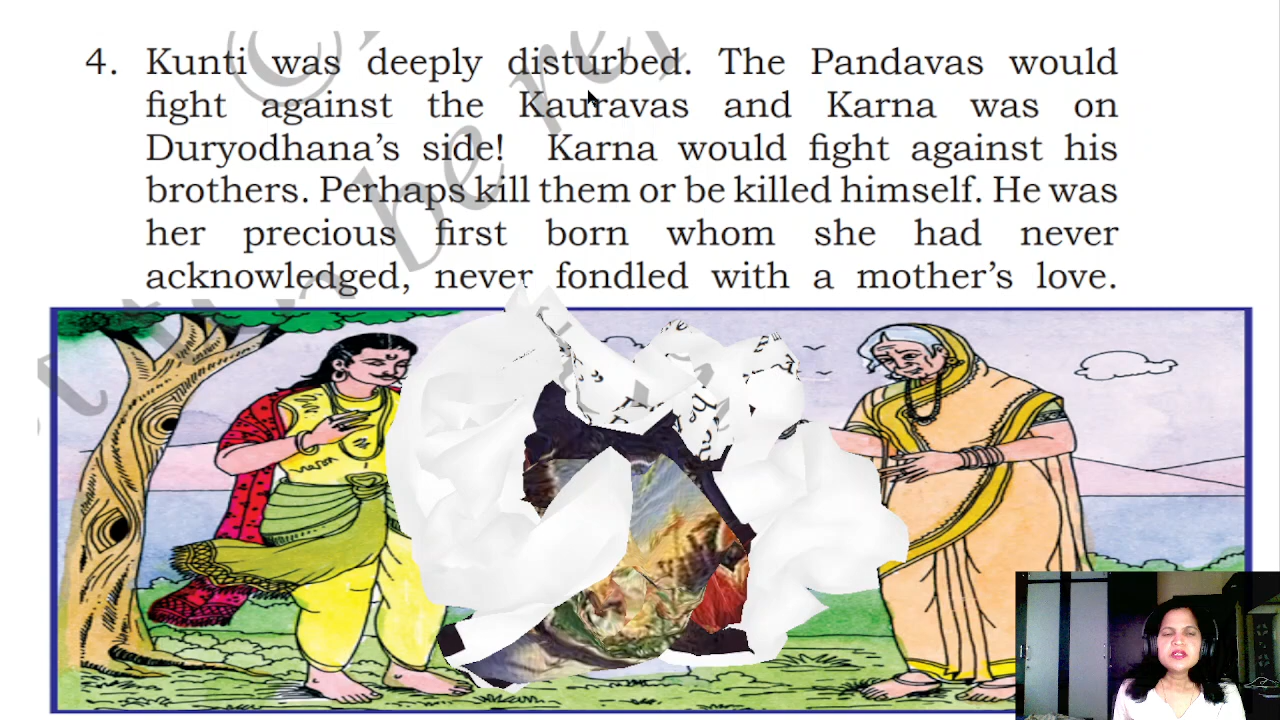 4. Kunti was deeply disturbed. The Pandavas would
fight against the Kauravas and Karna was on
Duryodhana's side! Karna would fight against his
brothers. Perhaps kill them or be killed himself. He was
her precious first born whom she had never
acknowledged, never fondled with a mother's love.